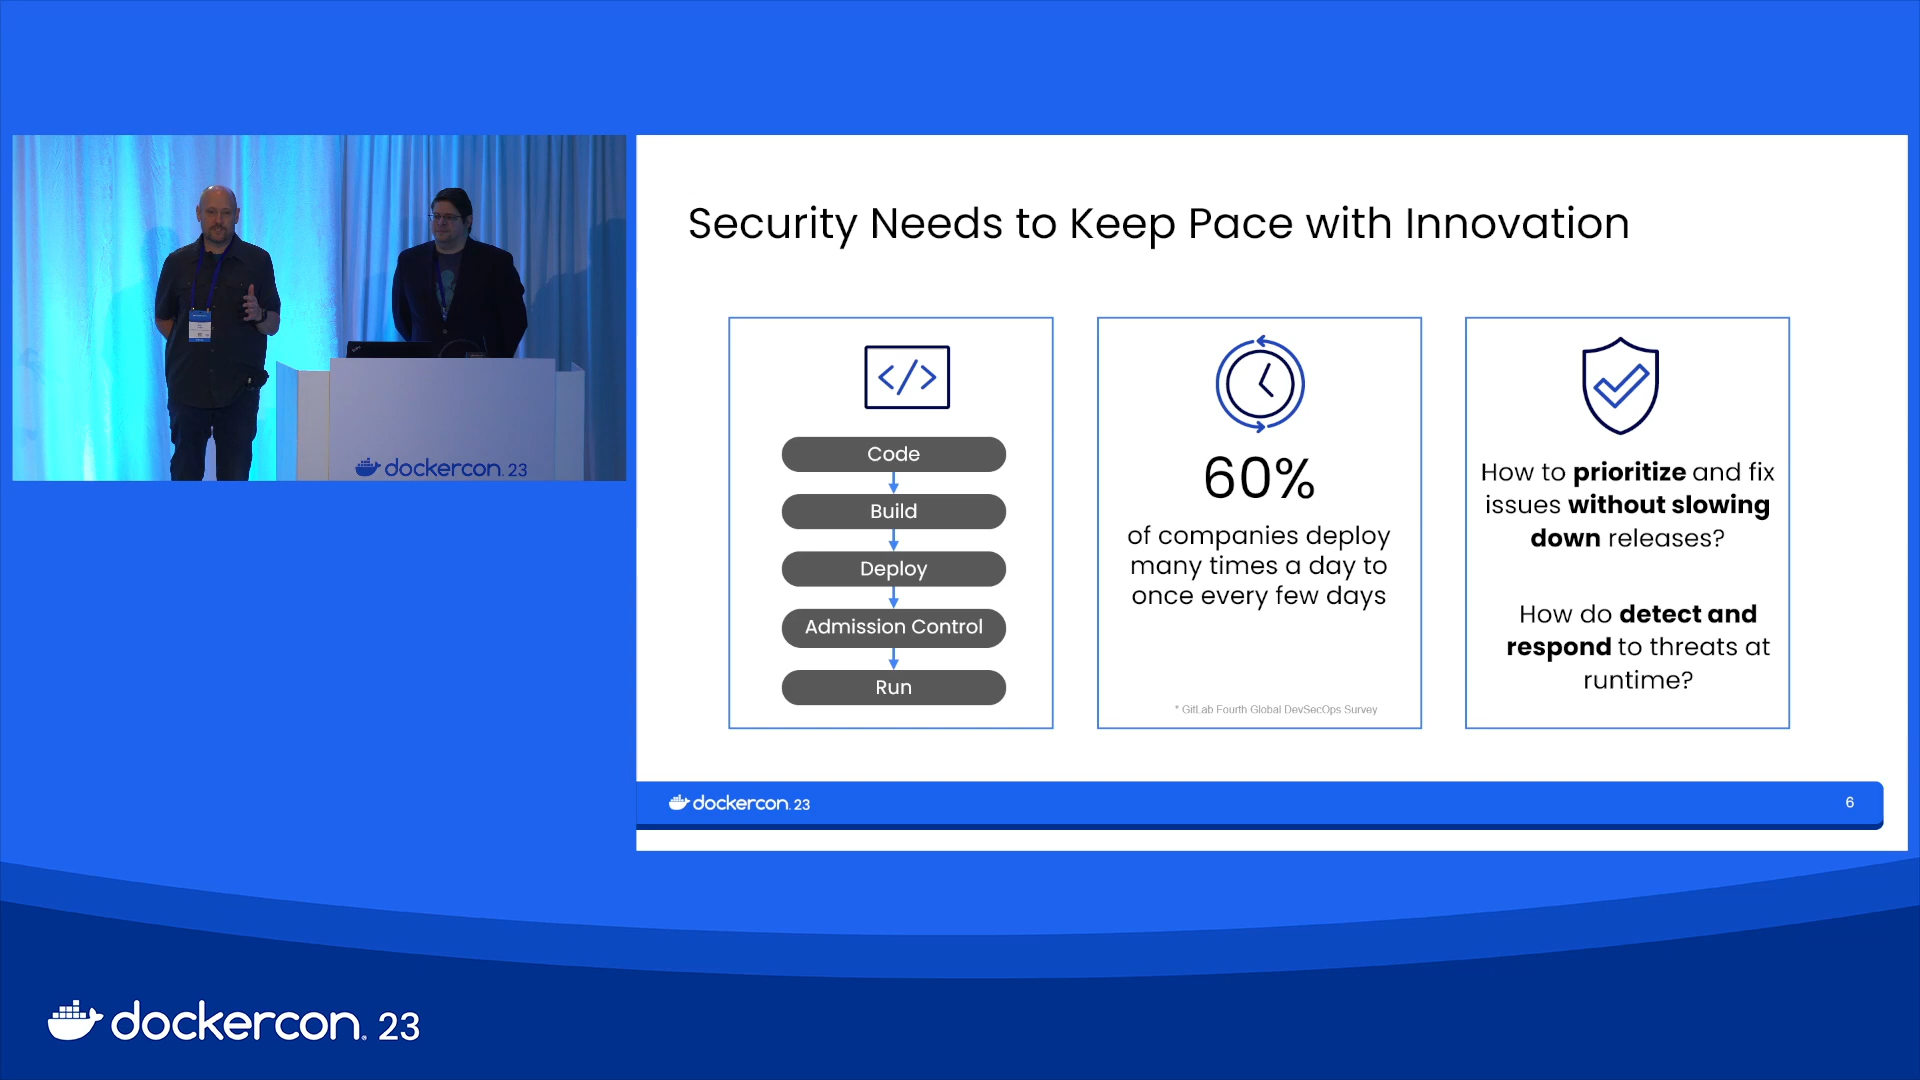 Security Needs to Keep Pace with Innovation
</>
Code
Build
Deploy
Admission Control
Run
60%
of companies deploy
many times a day to
once every few days
* GitLab Fourth Global DevSecOps Survey
How to prioritize and fix
issues without slowing
down releases?
How do detect and
respond to threats at
runtime?
dockercon. 23
6
dockercon. 23
dockercon. 23